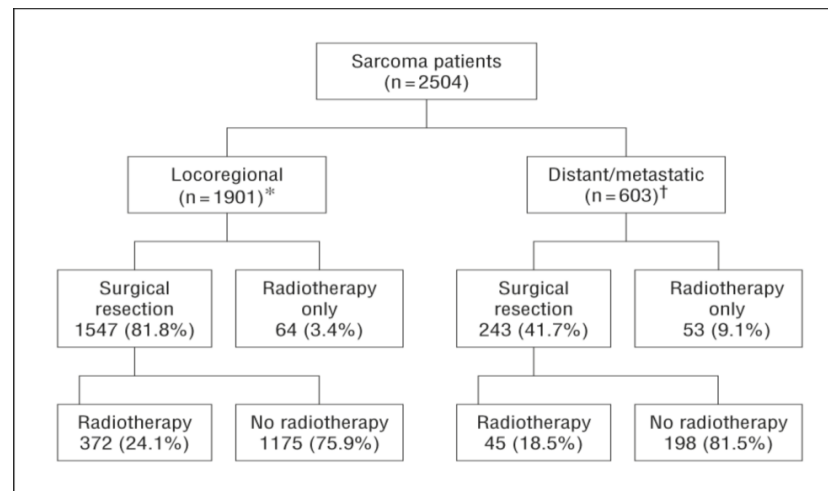 Sarcoma patients
(n=2504)
Locoregional
(n=1901)*
Distant/metastatic
(n=603)†
Surgical
resection
1547 (81.8%)
Radiotherapy
only
64 (3.4%)
Surgical
resection
243 (41.7%)
Radiotherapy
only
53 (9.1%)
Radiotherapy
372 (24.1%)
No radiotherapy
1175 (75.9%)
Radiotherapy
45 (18.5%)
No radiotherapy
198 (81.5%)